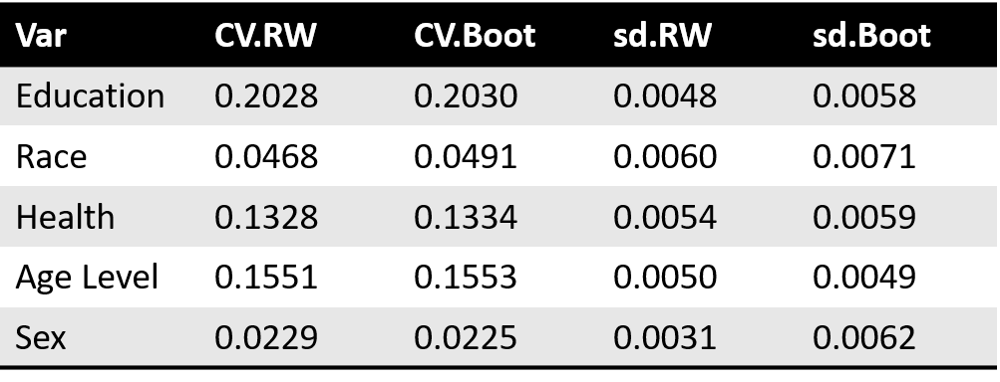 Var CV.RW CV.Boot sd.RW sd.Boot
Education 0.2028 0.2030 0.0048 0.0058
Race 0.0468 0.0491 0.0060 0.0071
Health 0.1328 0.1334 0.0054 0.0059
Age Level 0.1551 0.1553 0.0050 0.0049
Sex 0.0229 0.0225 0.0031 0.0062